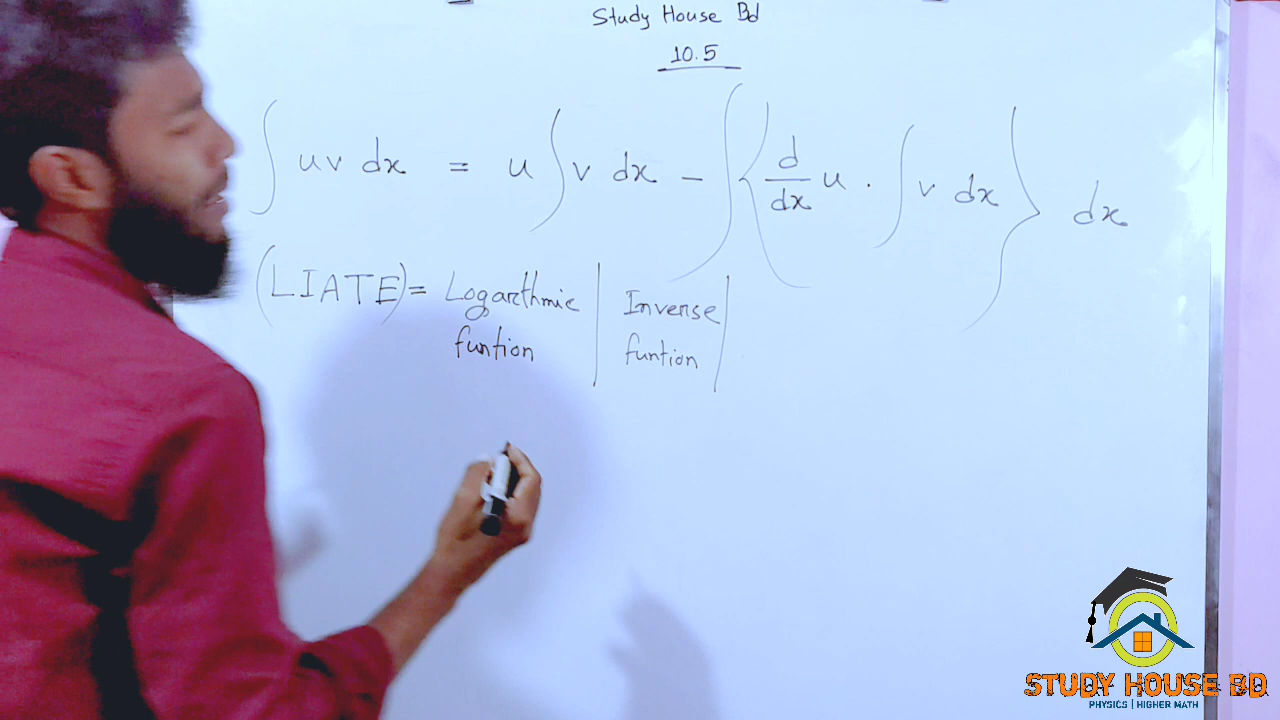 Study House Bd
10.5
∫ uv dx = u ∫ v dx - ∫ { d/dx u . ∫ v dx } dx
(LIATE) = Logarthmic | Inverse |
funtion | funtion |
STUDY HOUSE BD
PHYSICS | HIGHER MATH